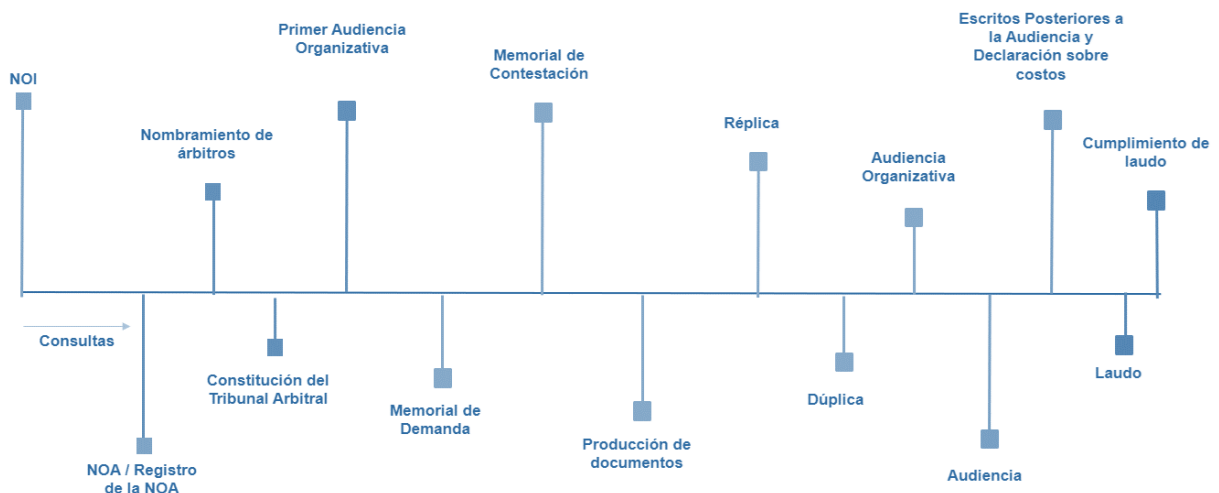 NOI
Consultas
NOA / Registro
de la NOA
Nombramiento de
árbitros
Constitución del
Tribunal Arbitral
Primer Audiencia
Organizativa
Memorial de
Demanda
Memorial de
Contestación
Producción de
documentos
Réplica
Dúplica
Audiencia
Organizativa
Audiencia
Escritos Posteriores a
la Audiencia y
Declaración sobre
costos
Laudo
Cumplimiento de
laudo